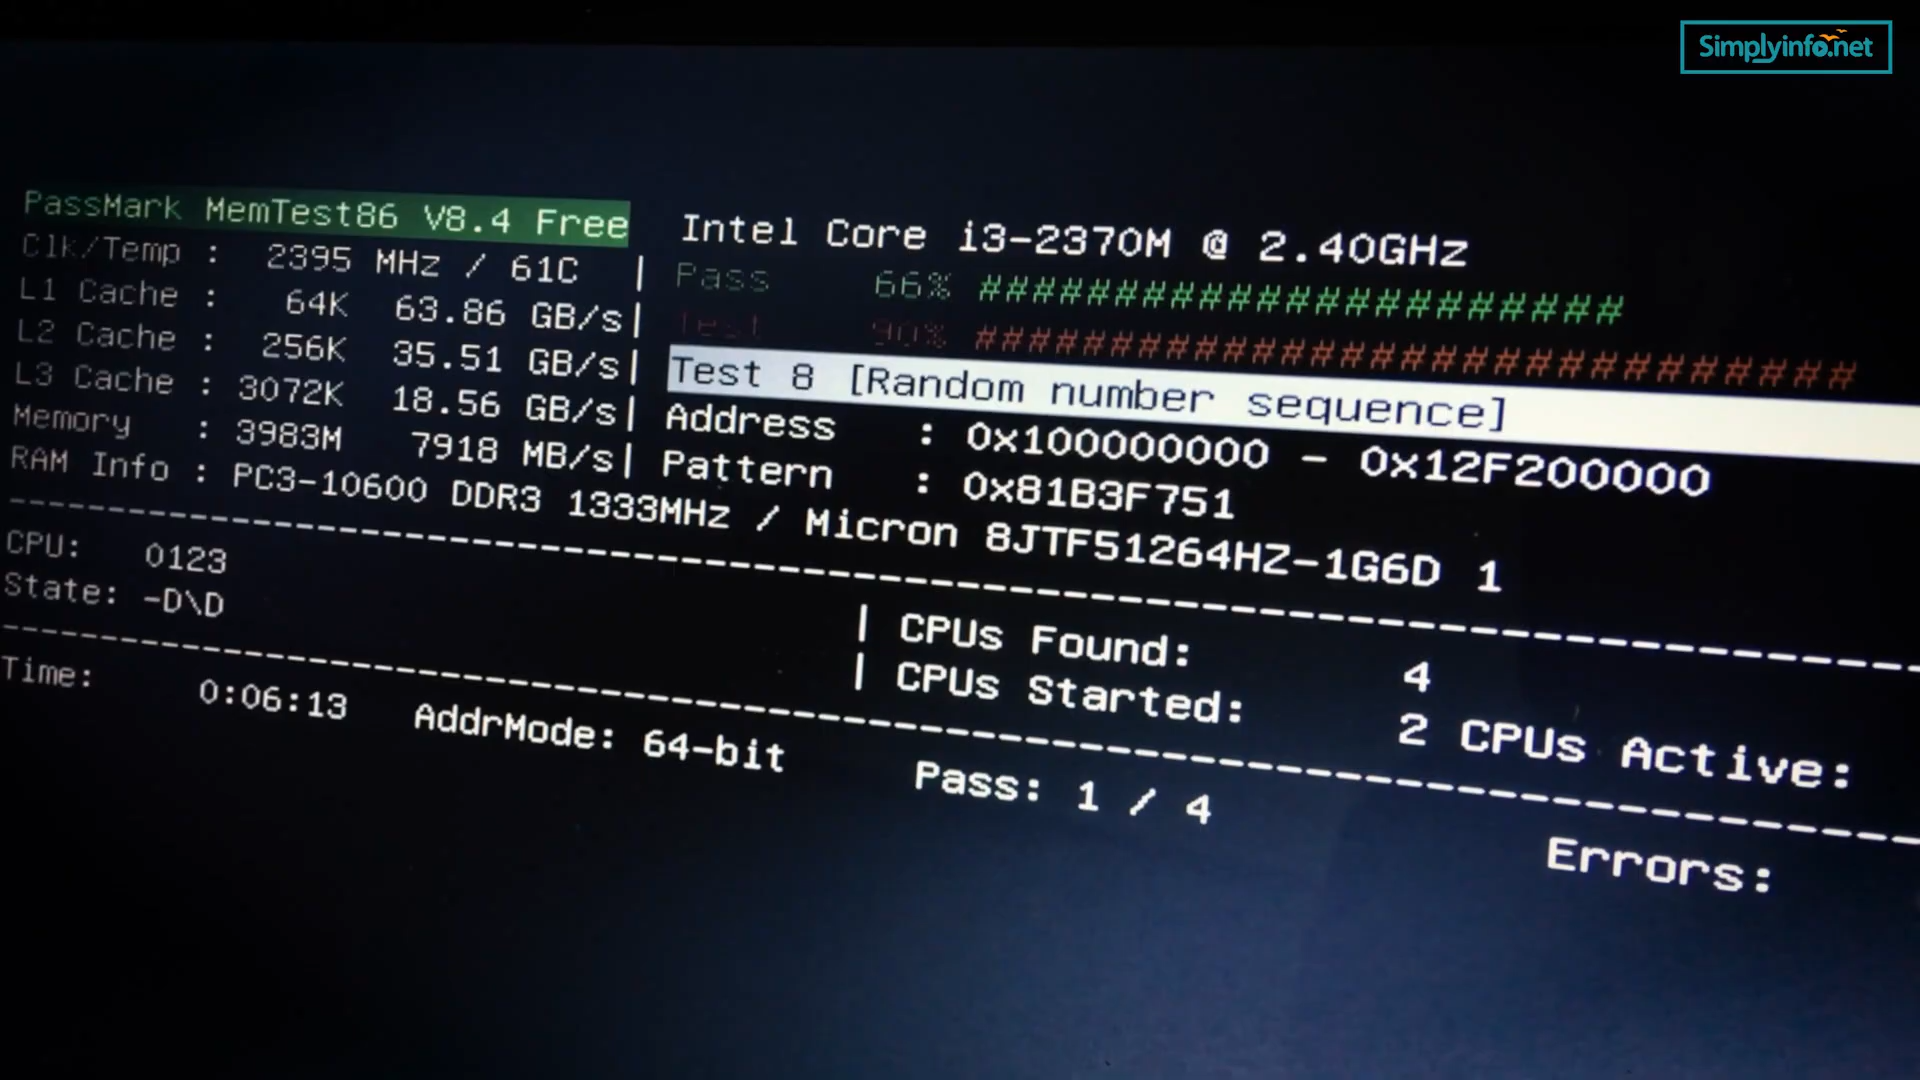 Simplyinfo.net
PassMark MemTest86 V8.4 Free Intel Core i3-2370M @ 2.40GHz
Clk/Temp : 2395 MHz / 61C | Pass 66% ########################
L1 Cache : 64K 63.86 GB/s| Test 90% #################################
L2 Cache : 256K 35.51 GB/s| Test 8 [Random number sequence]
L3 Cache : 3072K 18.56 GB/s| Address : 0x100000000 - 0x12F200000
Memory : 3983M 7918 MB/s| Pattern : 0x81B3F751
RAM Info : PC3-10600 DDR3 1333MHz / Micron 8JTF51264HZ-1G6D 1
CPU: 0123 | CPUs Found: 4
State: -D\D | CPUs Started: 2 CPUs Active:
Time: 0:06:13 AddrMode: 64-bit Pass: 1 / 4 Errors: